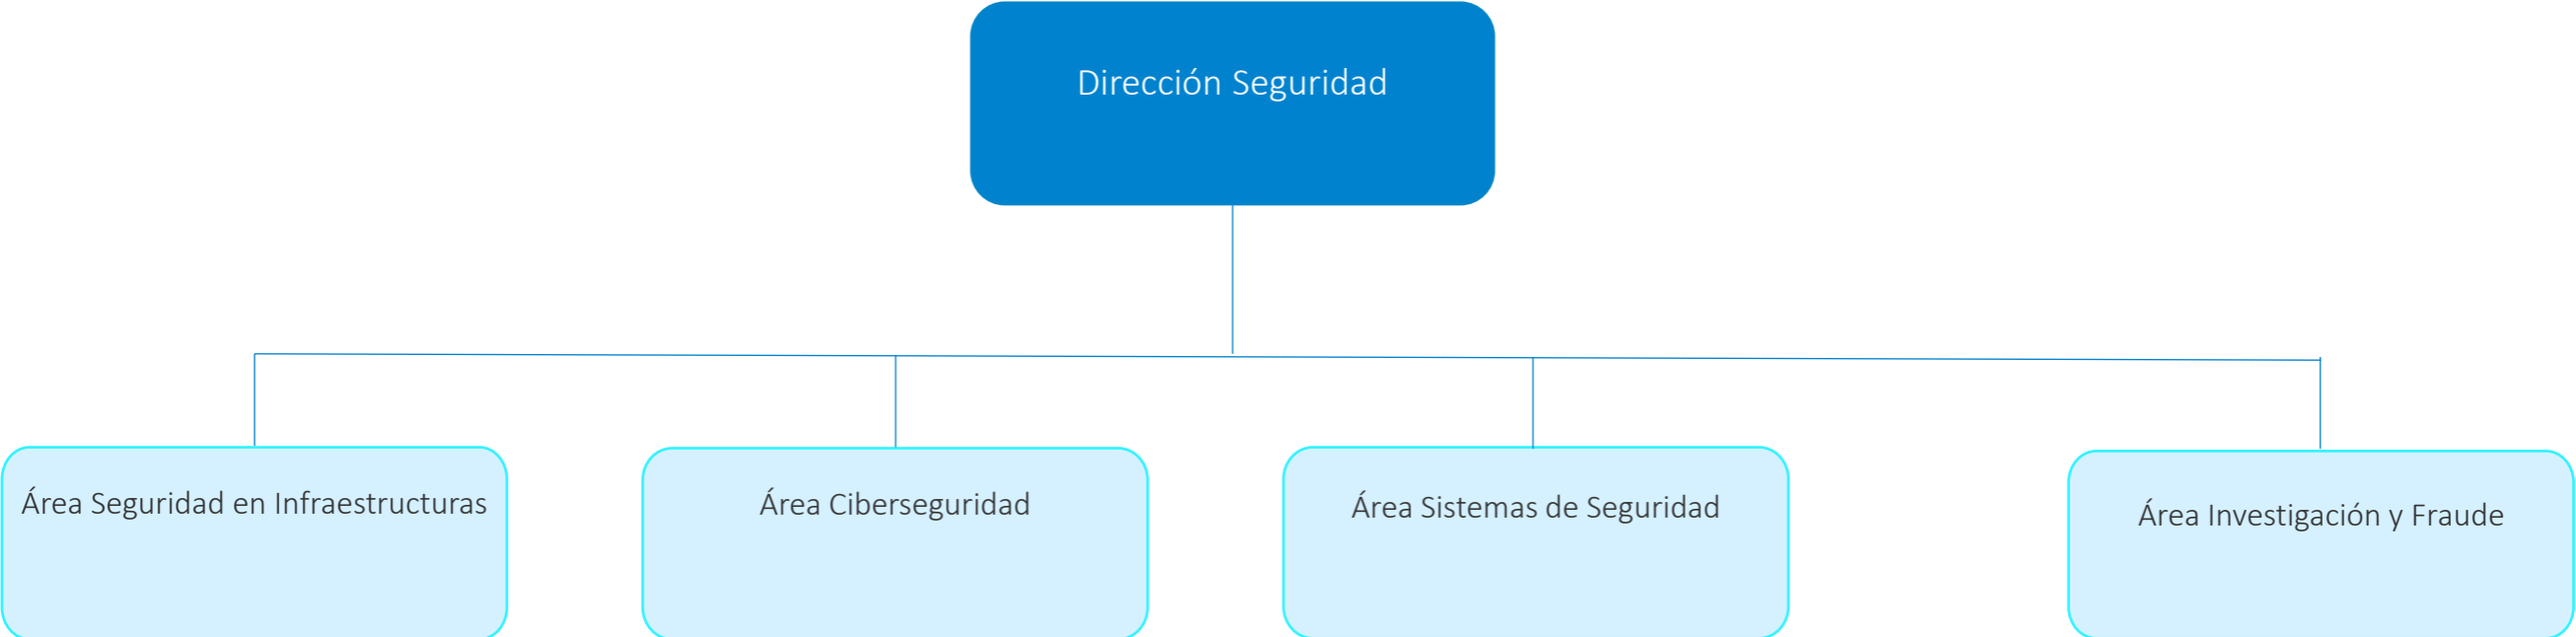 Dirección Seguridad
Área Seguridad en Infraestructuras
Área Ciberseguridad
Área Sistemas de Seguridad
Área Investigación y Fraude